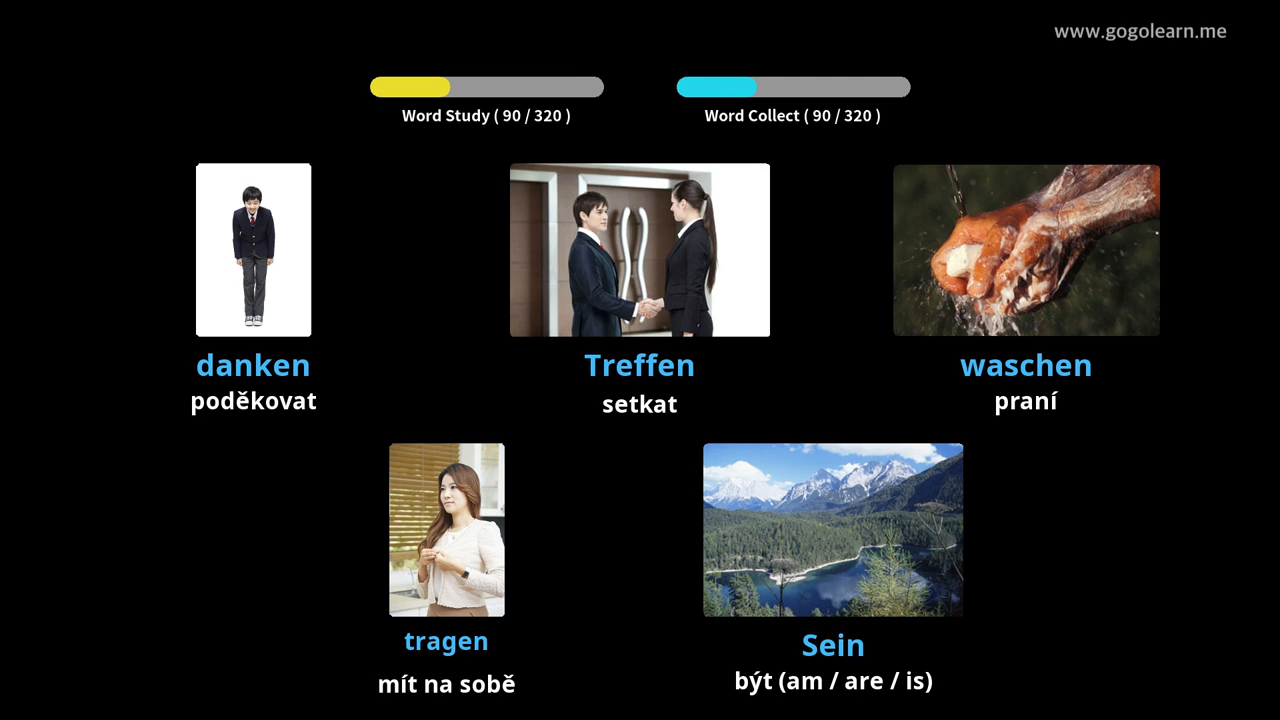 www.gogolearn.me
Word Study ( 90 / 320 )
Word Collect ( 90 / 320 )
danken
poděkovat
Treffen
setkat
waschen
praní
tragen
mít na sobě
Sein
být (am / are / is)